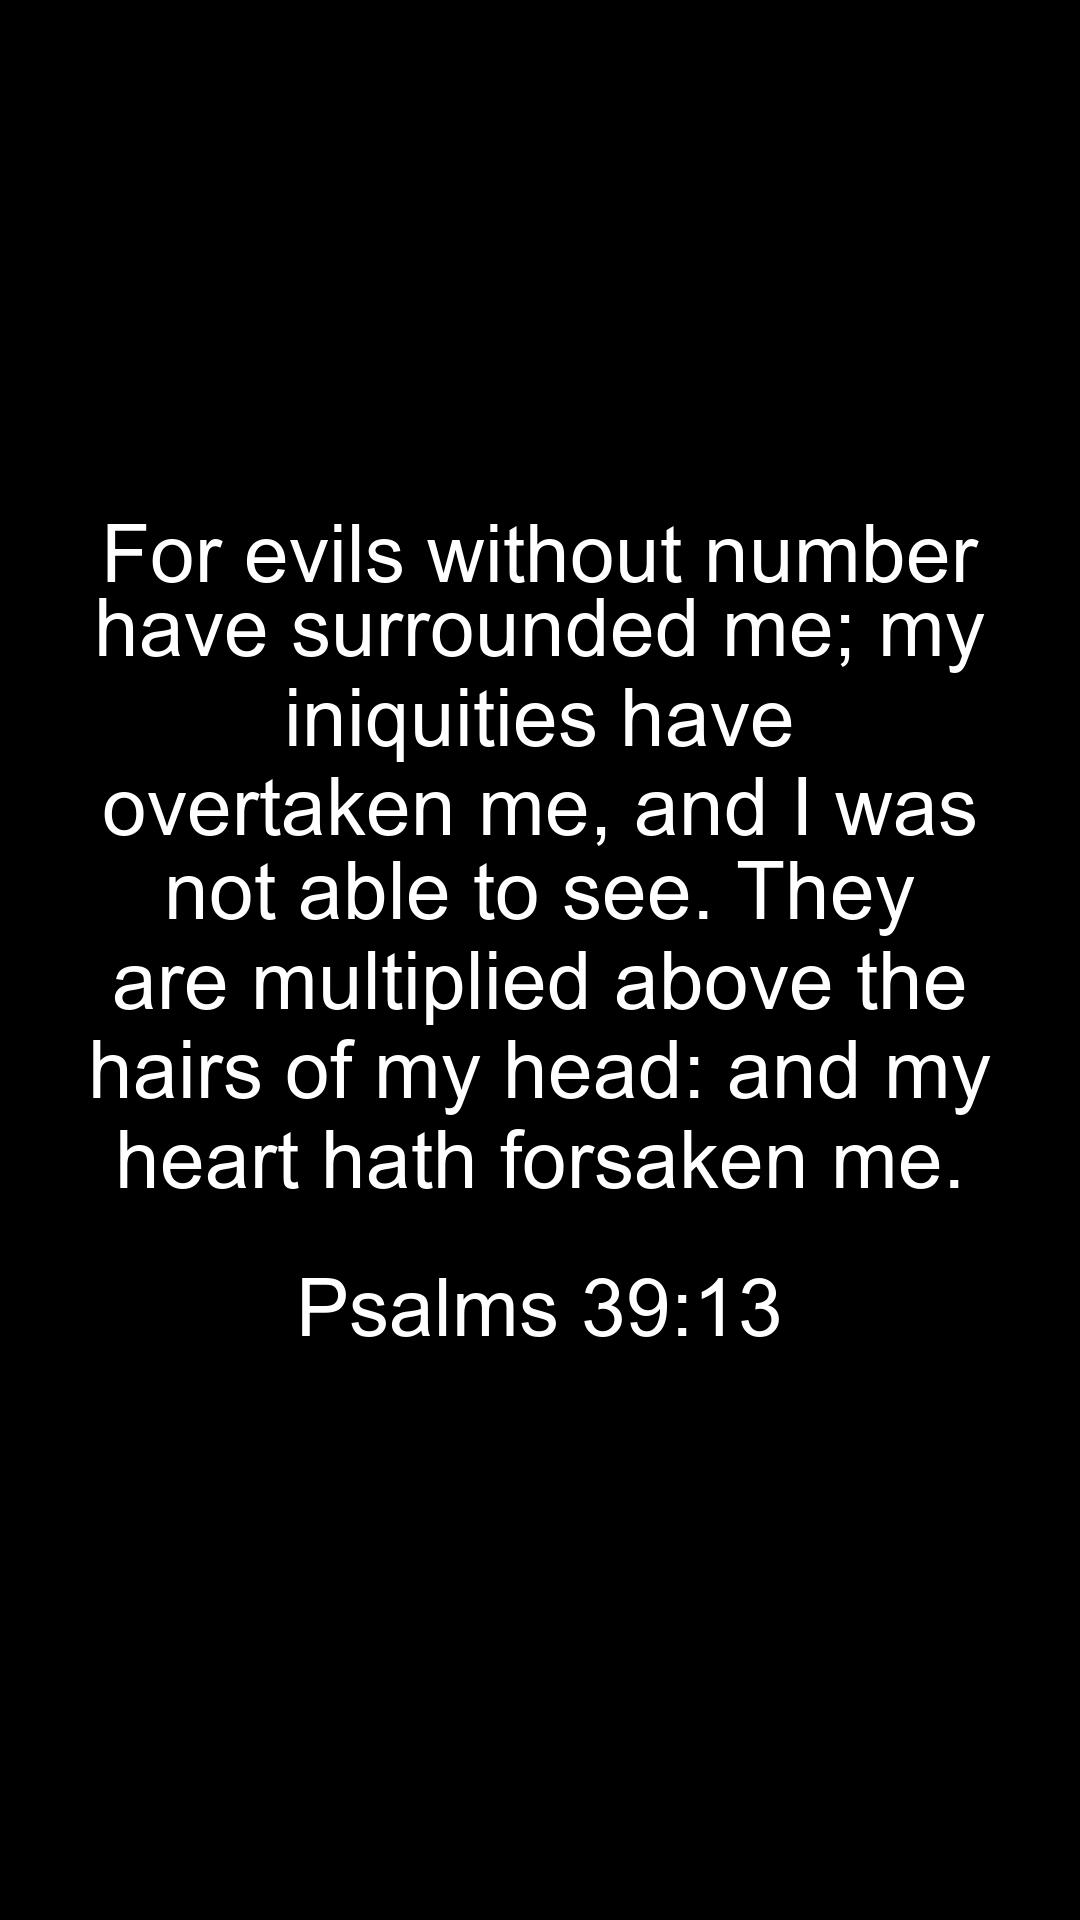 For evils without number
have surrounded me; my
iniquities have
overtaken me, and I was
not able to see. They
are multiplied above the
hairs of my head: and my
heart hath forsaken me.
Psalms 39:13